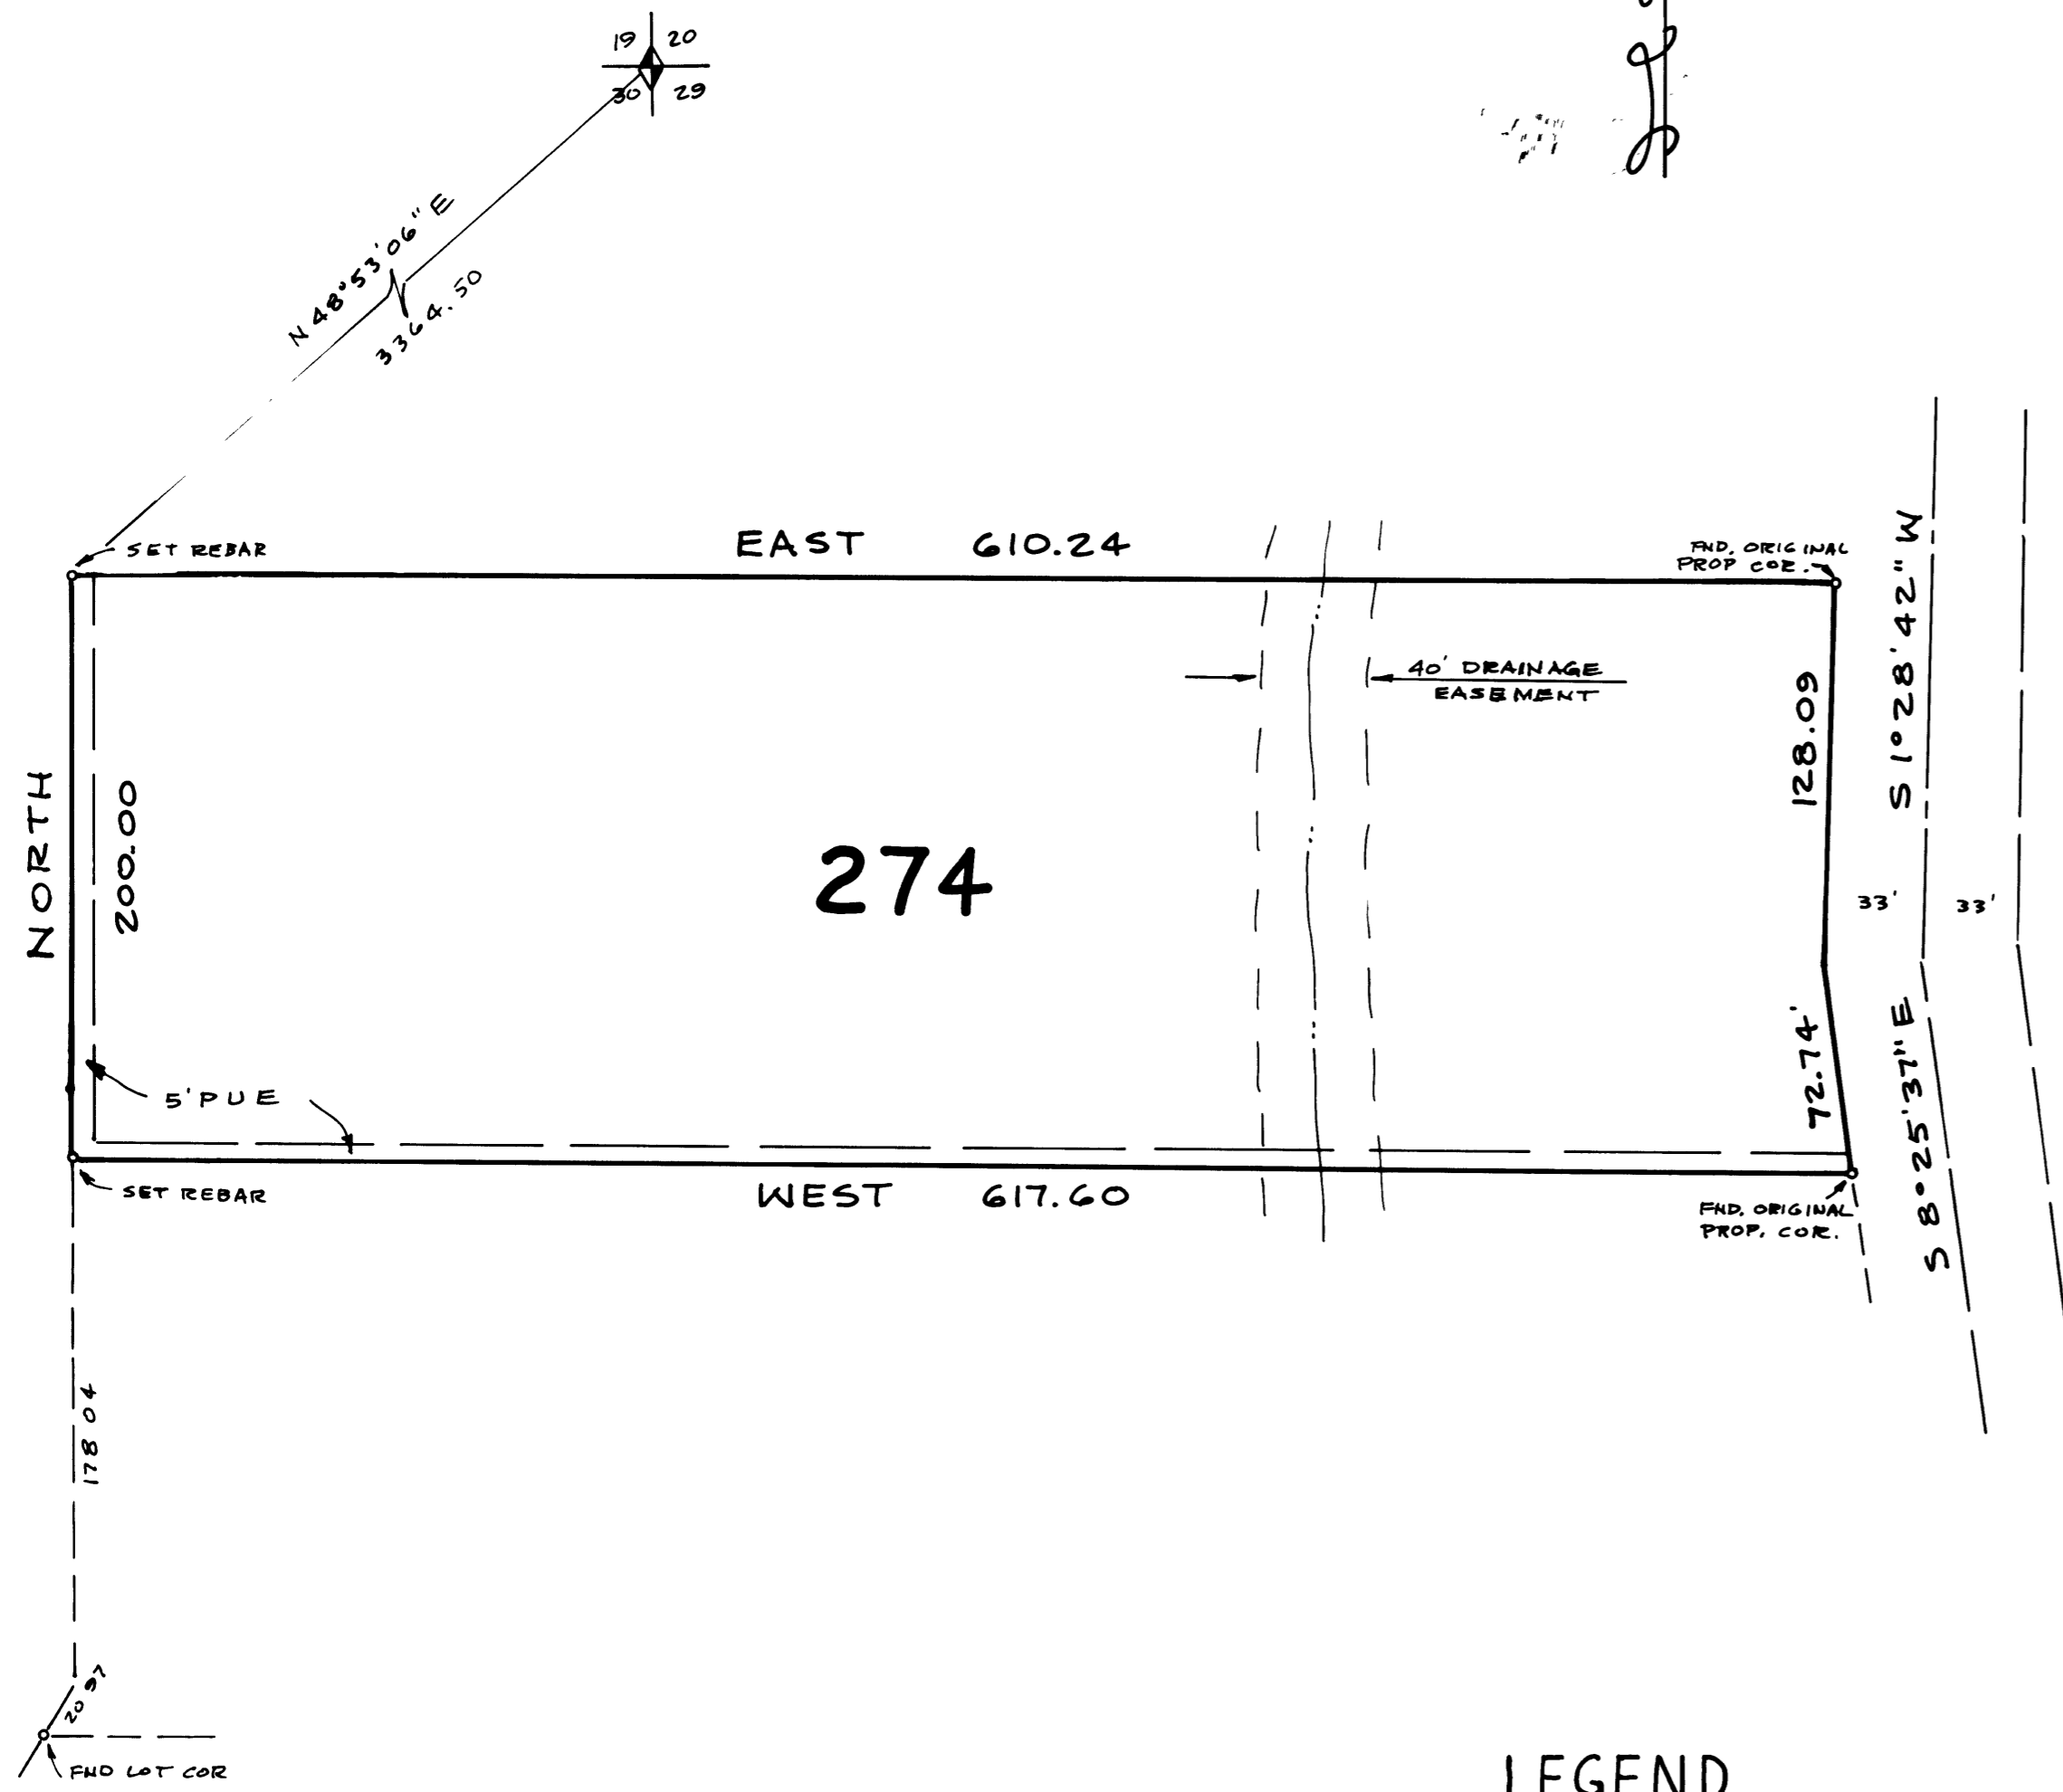 19 20
30 29
N 48°53'06" E
3364.50
SET REBAR
EAST 610.24
FND. ORIGINAL
PROP COR.
S 1°28'42" W
40' DRAINAGE
EASEMENT
128.09
NORTH
200.00
274
33' 33'
72.74'
S 8°25'37" E
5' PUE
SET REBAR
WEST 617.60
FND. ORIGINAL
PROP. COR.
178 04
20 97
FND LOT COR
LEGEND